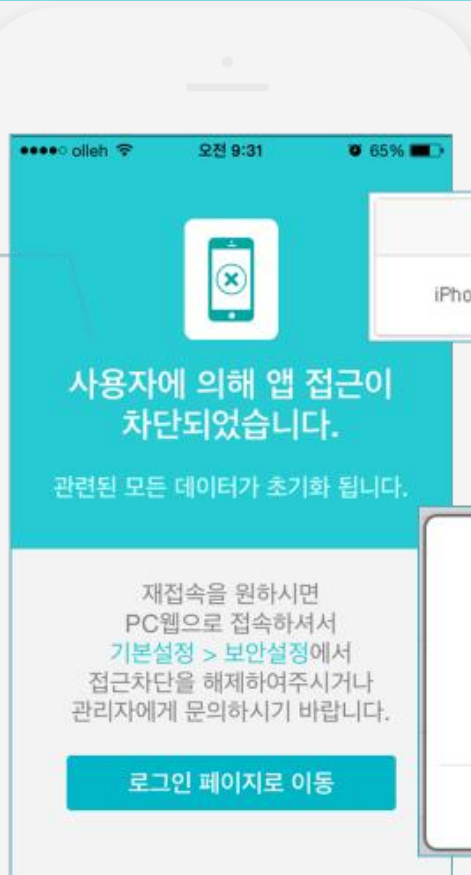 olleh 오전 9:31 65%
사용자에 의해 앱 접근이
차단되었습니다.
관련된 모든 데이터가 초기화 됩니다.
재접속을 원하시면
PC웹으로 접속하셔서
기본설정 > 보안설정에서
접근차단을 해제하여주시거나
관리자에게 문의하시기 바랍니다.
로그인 페이지로 이동
iPho